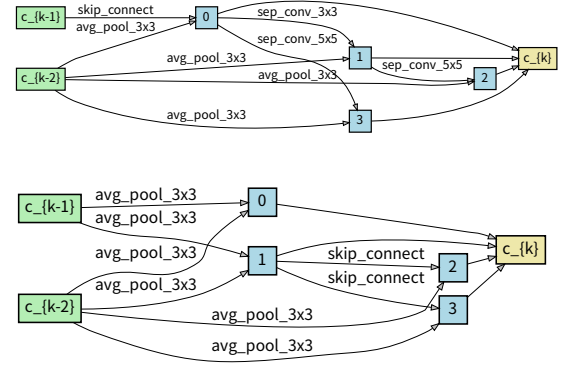 c_{k-1}
skip_connect
0
sep_conv_3x3
avg_pool_3x3
sep_conv_5x5
c_{k-2}
avg_pool_3x3
1
sep_conv_5x5
c_{k}
avg_pool_3x3
2
avg_pool_3x3
3
c_{k-1}
avg_pool_3x3
0
avg_pool_3x3
avg_pool_3x3
1
skip_connect
c_{k}
avg_pool_3x3
skip_connect
2
c_{k-2}
avg_pool_3x3
3
avg_pool_3x3